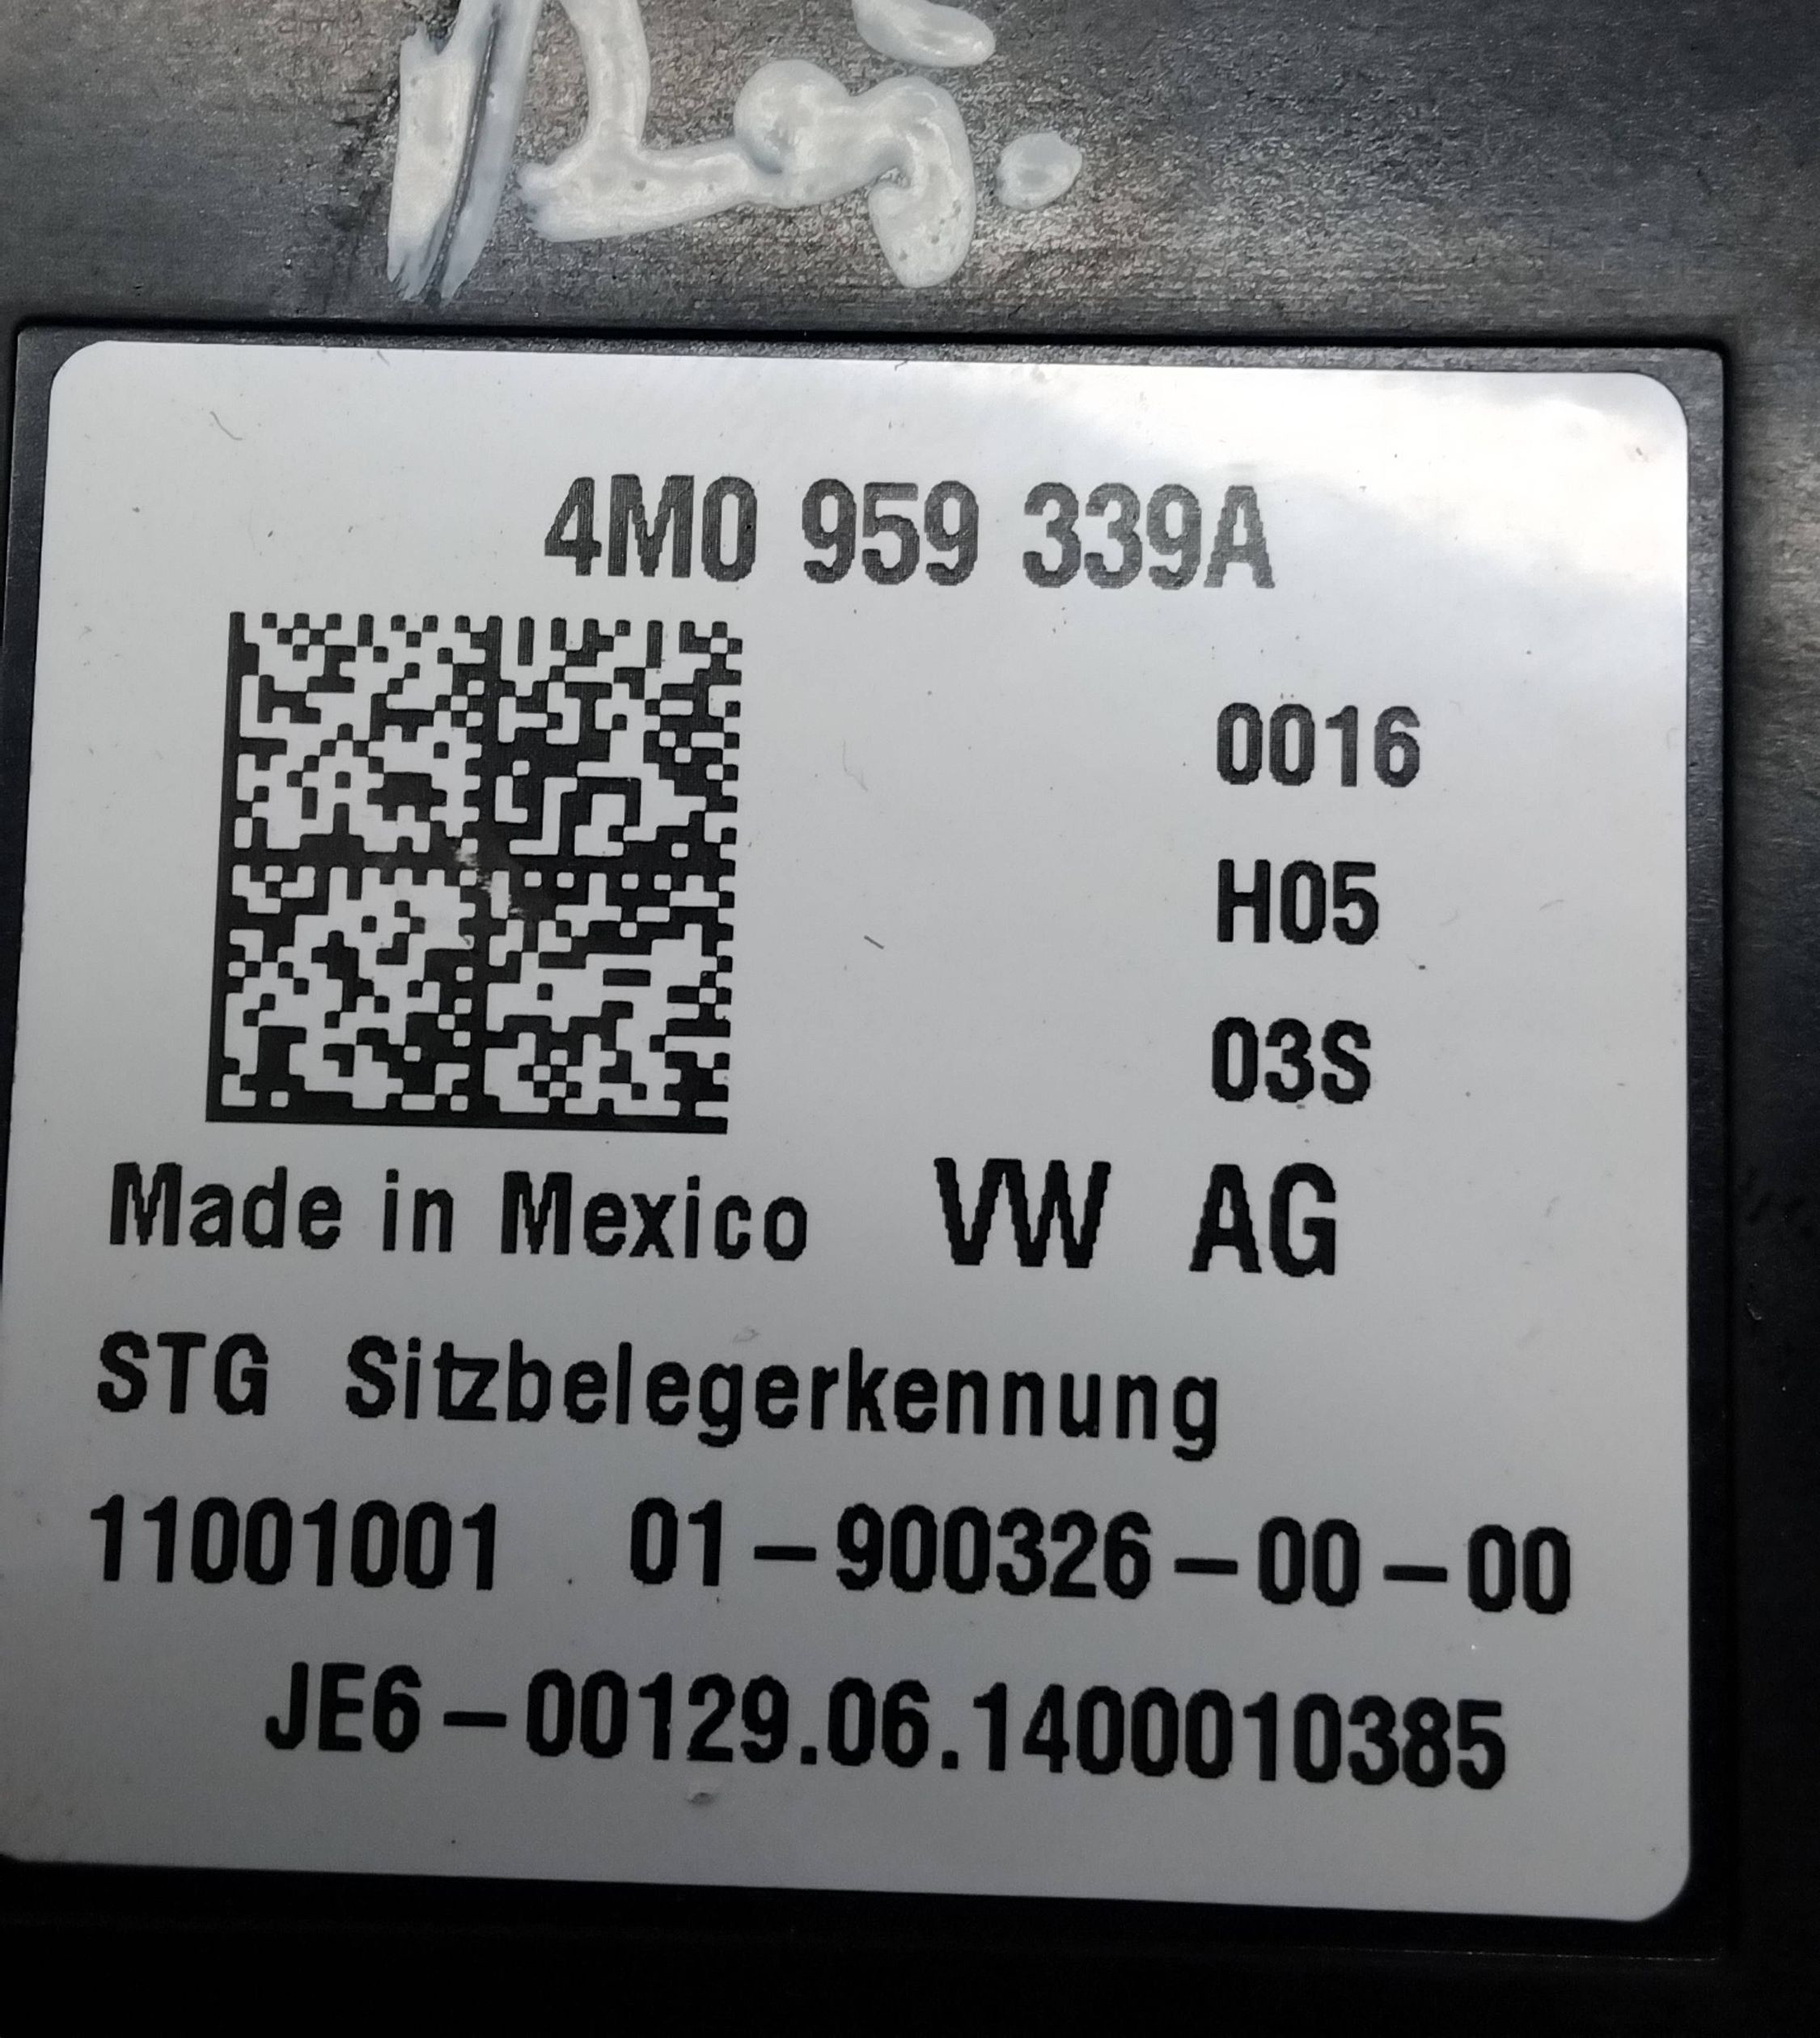 4M0 959 339A
0016
H05
03S
Made in Mexico VW AG
STG Sitzbelegerkennung
11001001 01-900326-00-00
JE6-00129.06.1400010385